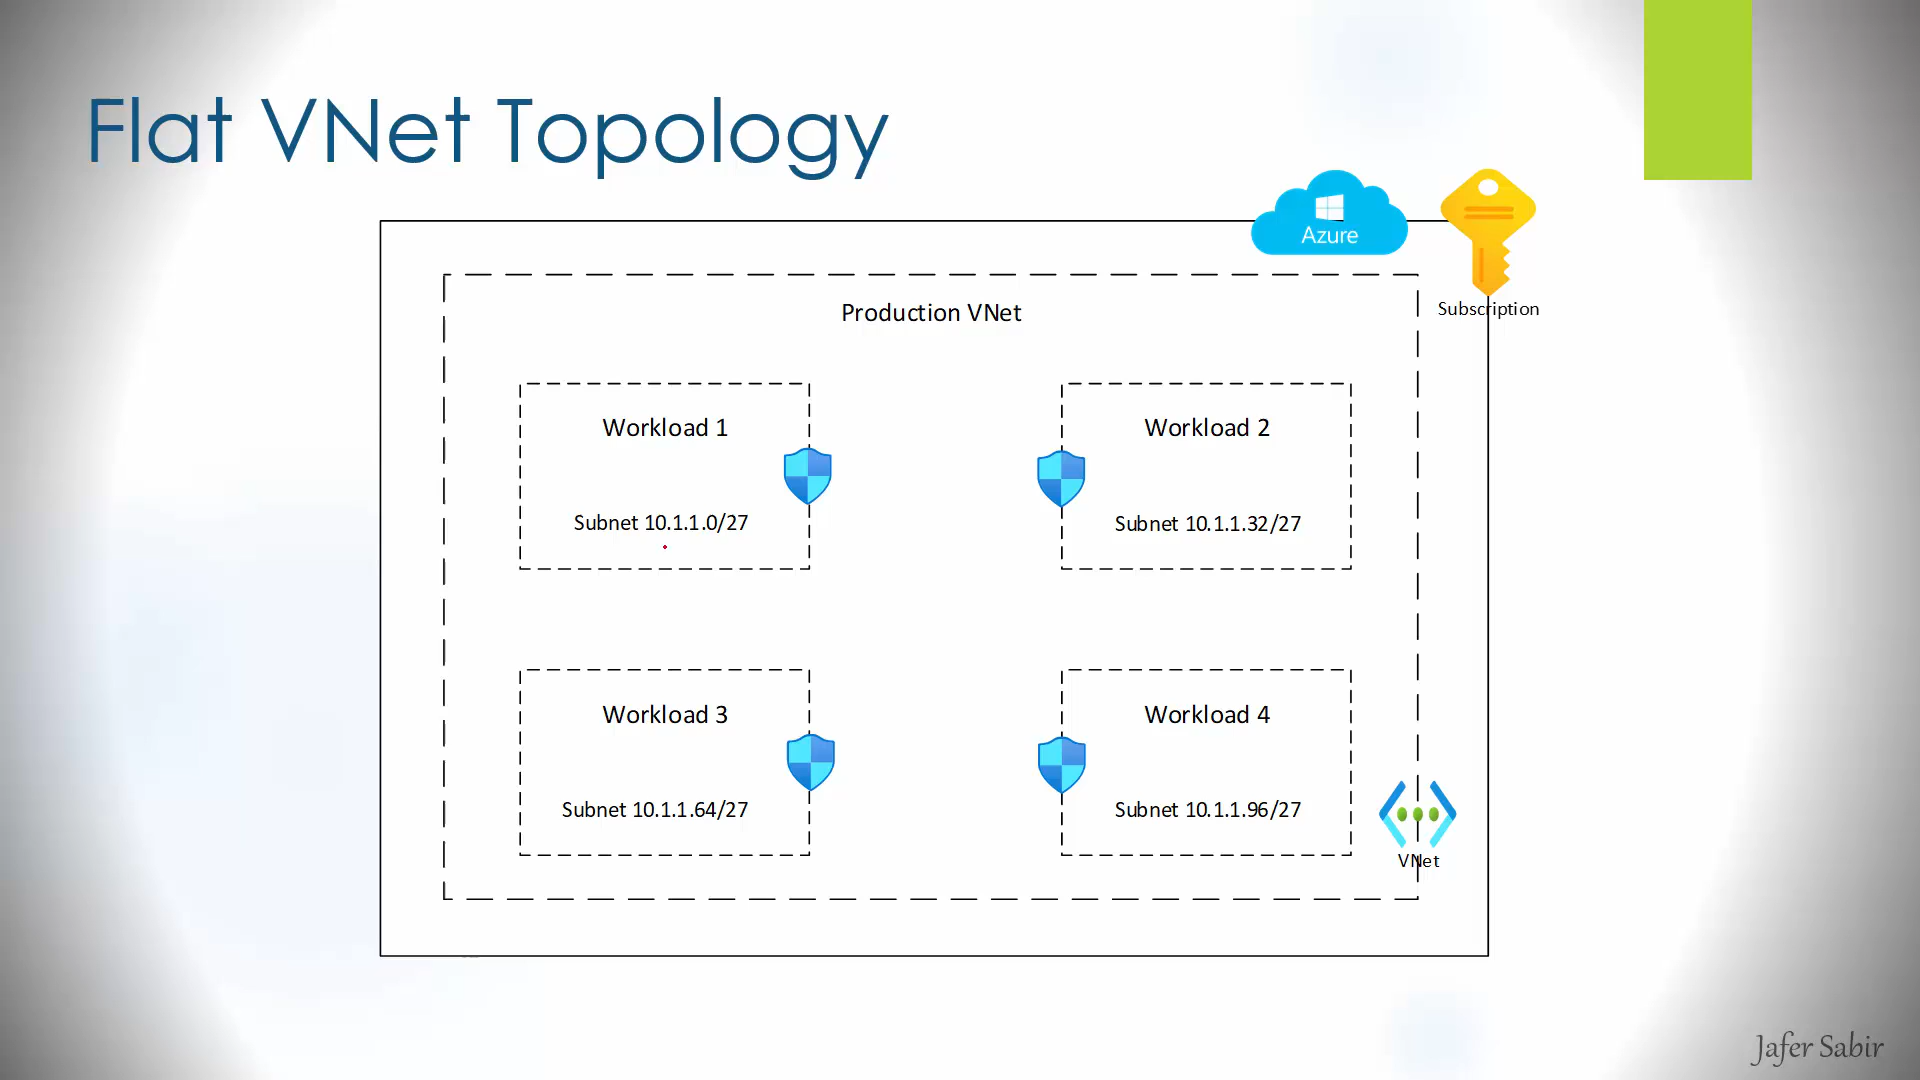 Flat VNet Topology
Azure
Subscription
Production VNet
Workload 1
Subnet 10.1.1.0/27
Workload 2
Subnet 10.1.1.32/27
Workload 3
Subnet 10.1.1.64/27
Workload 4
Subnet 10.1.1.96/27
VNet
Jafer Sabir